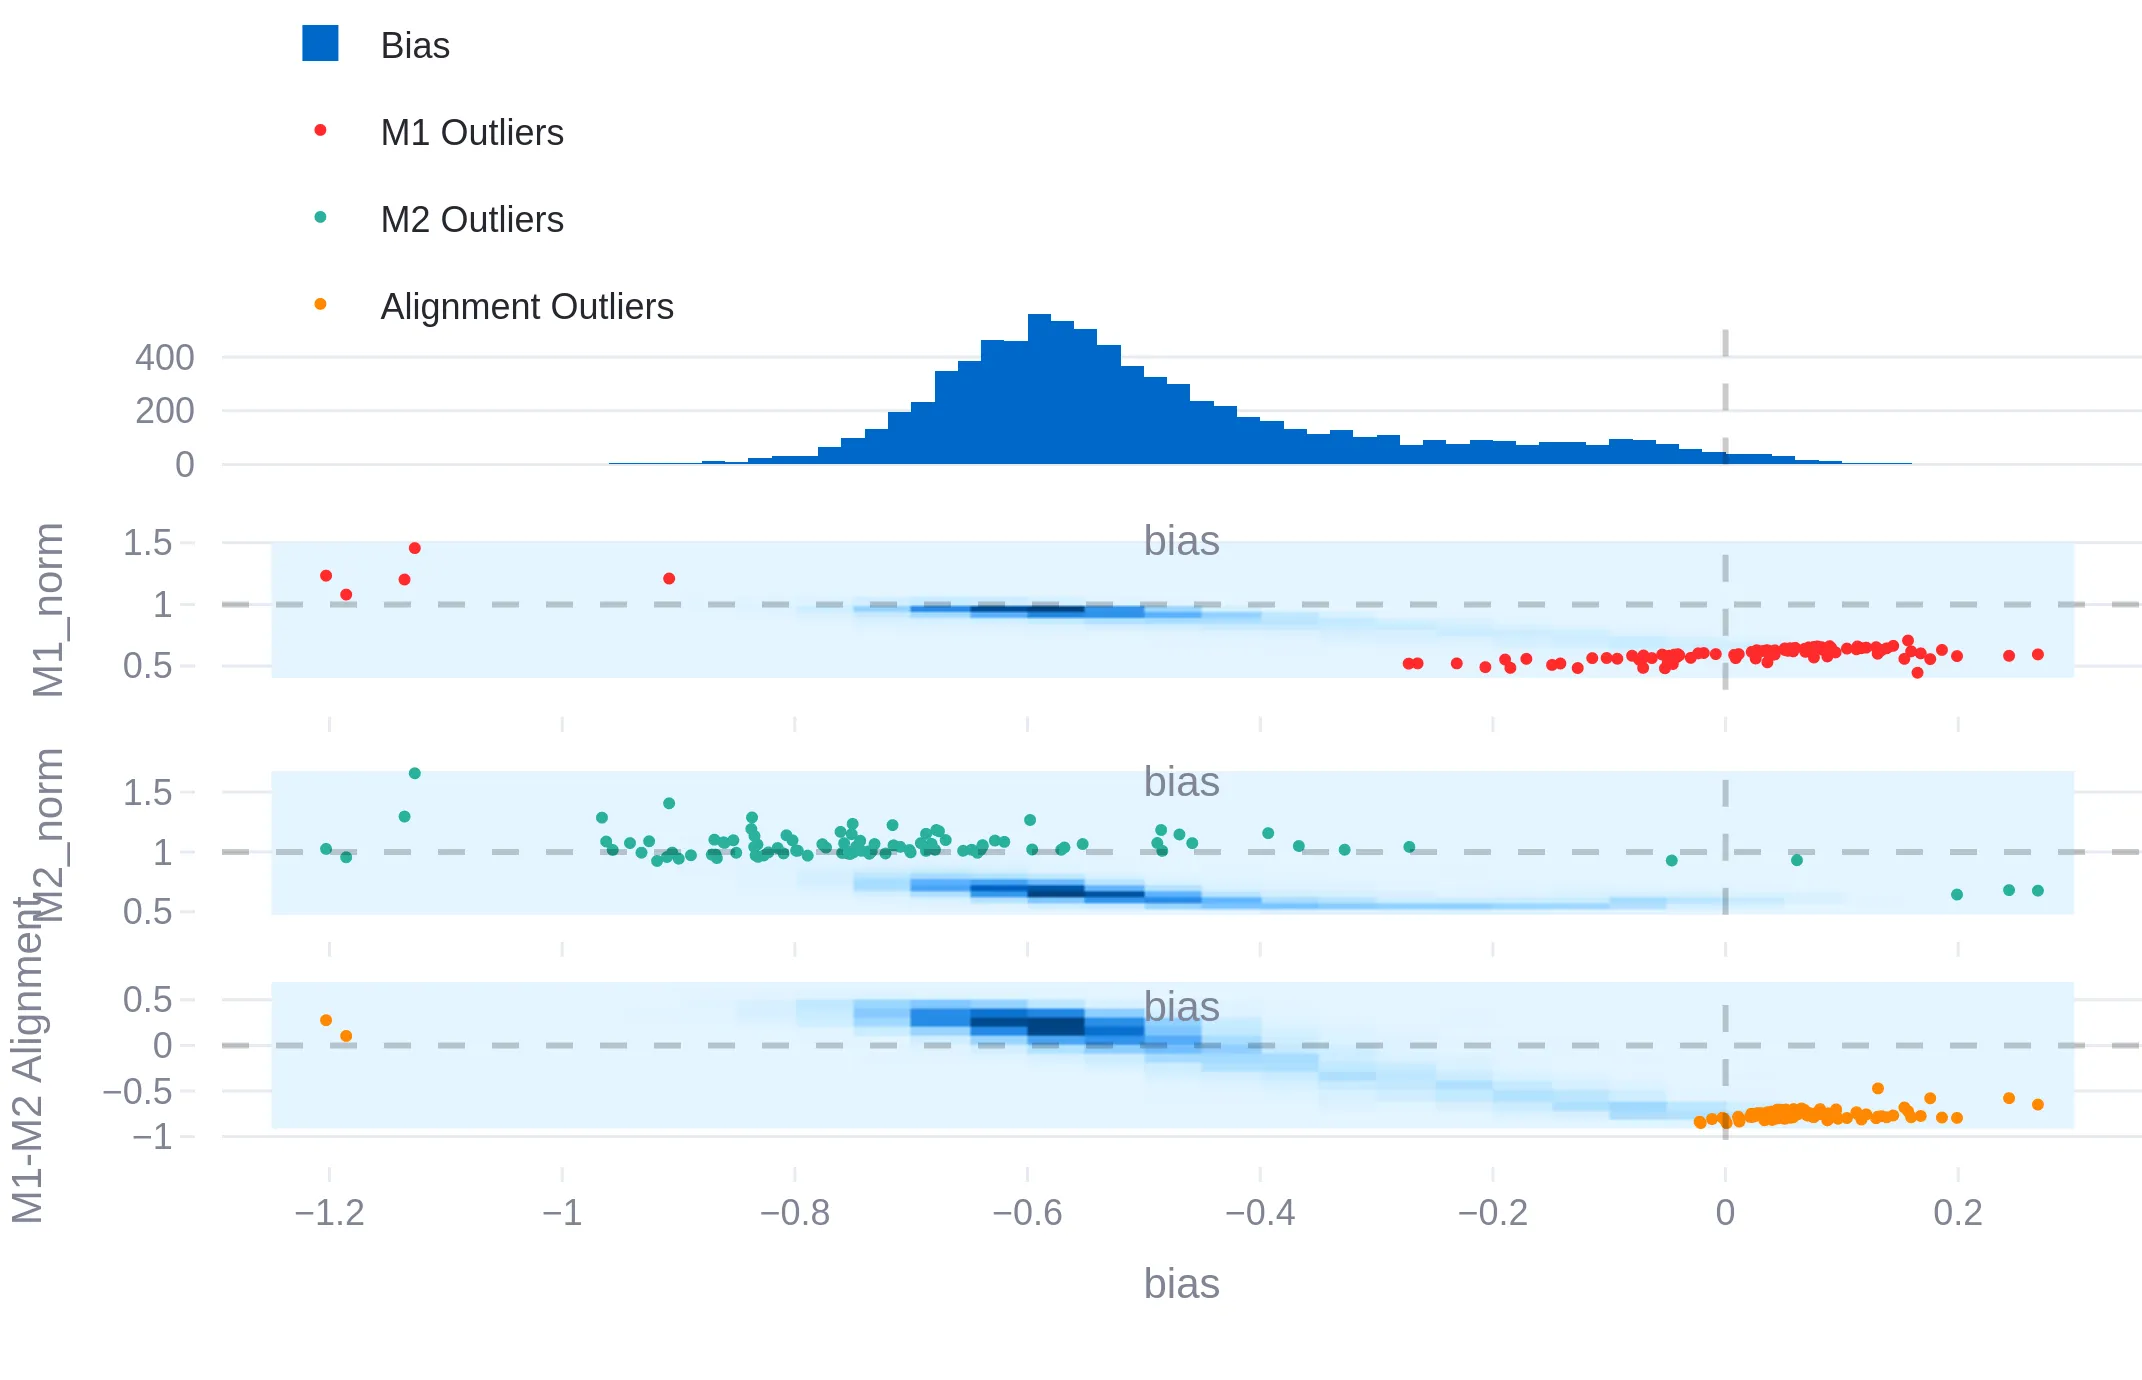 Bias
M1 Outliers
M2 Outliers
Alignment Outliers
400
200
0
bias
M1_norm
1.5
1
0.5
bias
M2_norm
1.5
1
0.5
bias
M1-M2 Alignment
0.5
0
−0.5
−1
−1.2 −1 −0.8 −0.6 −0.4 −0.2 0 0.2
bias